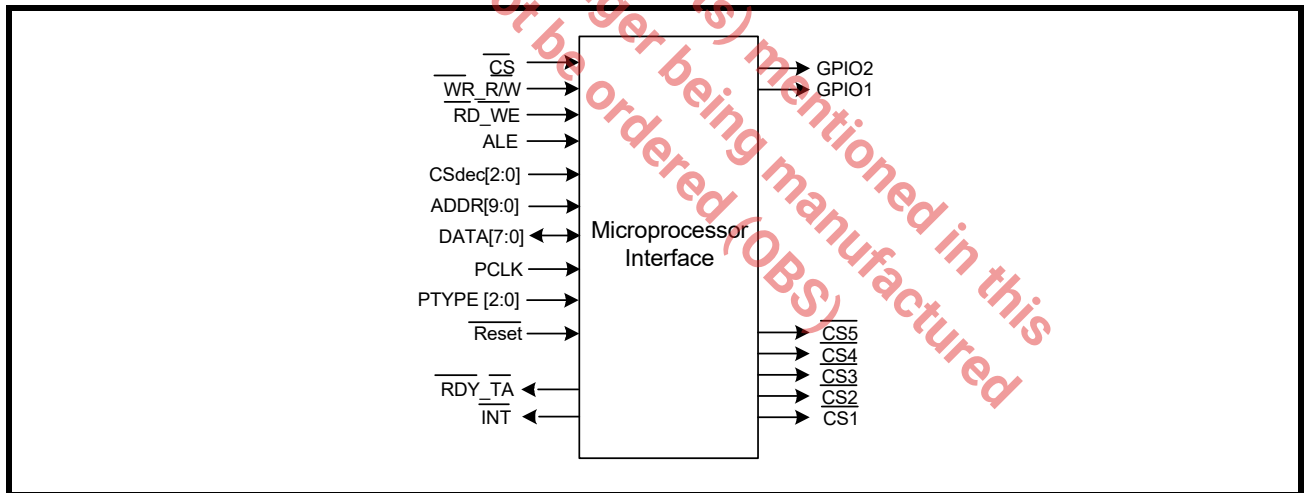 CS
WR_R/W
RD_WE
ALE
CSdec[2:0]
ADDR[9:0]
DATA[7:0]
PCLK
PTYPE [2:0]
Reset
RDY_TA
INT
Microprocessor
Interface
GPIO2
GPIO1
CS5
CS4
CS3
CS2
CS1
mentioned in this
being manufactured
ot be ordered (OBS)